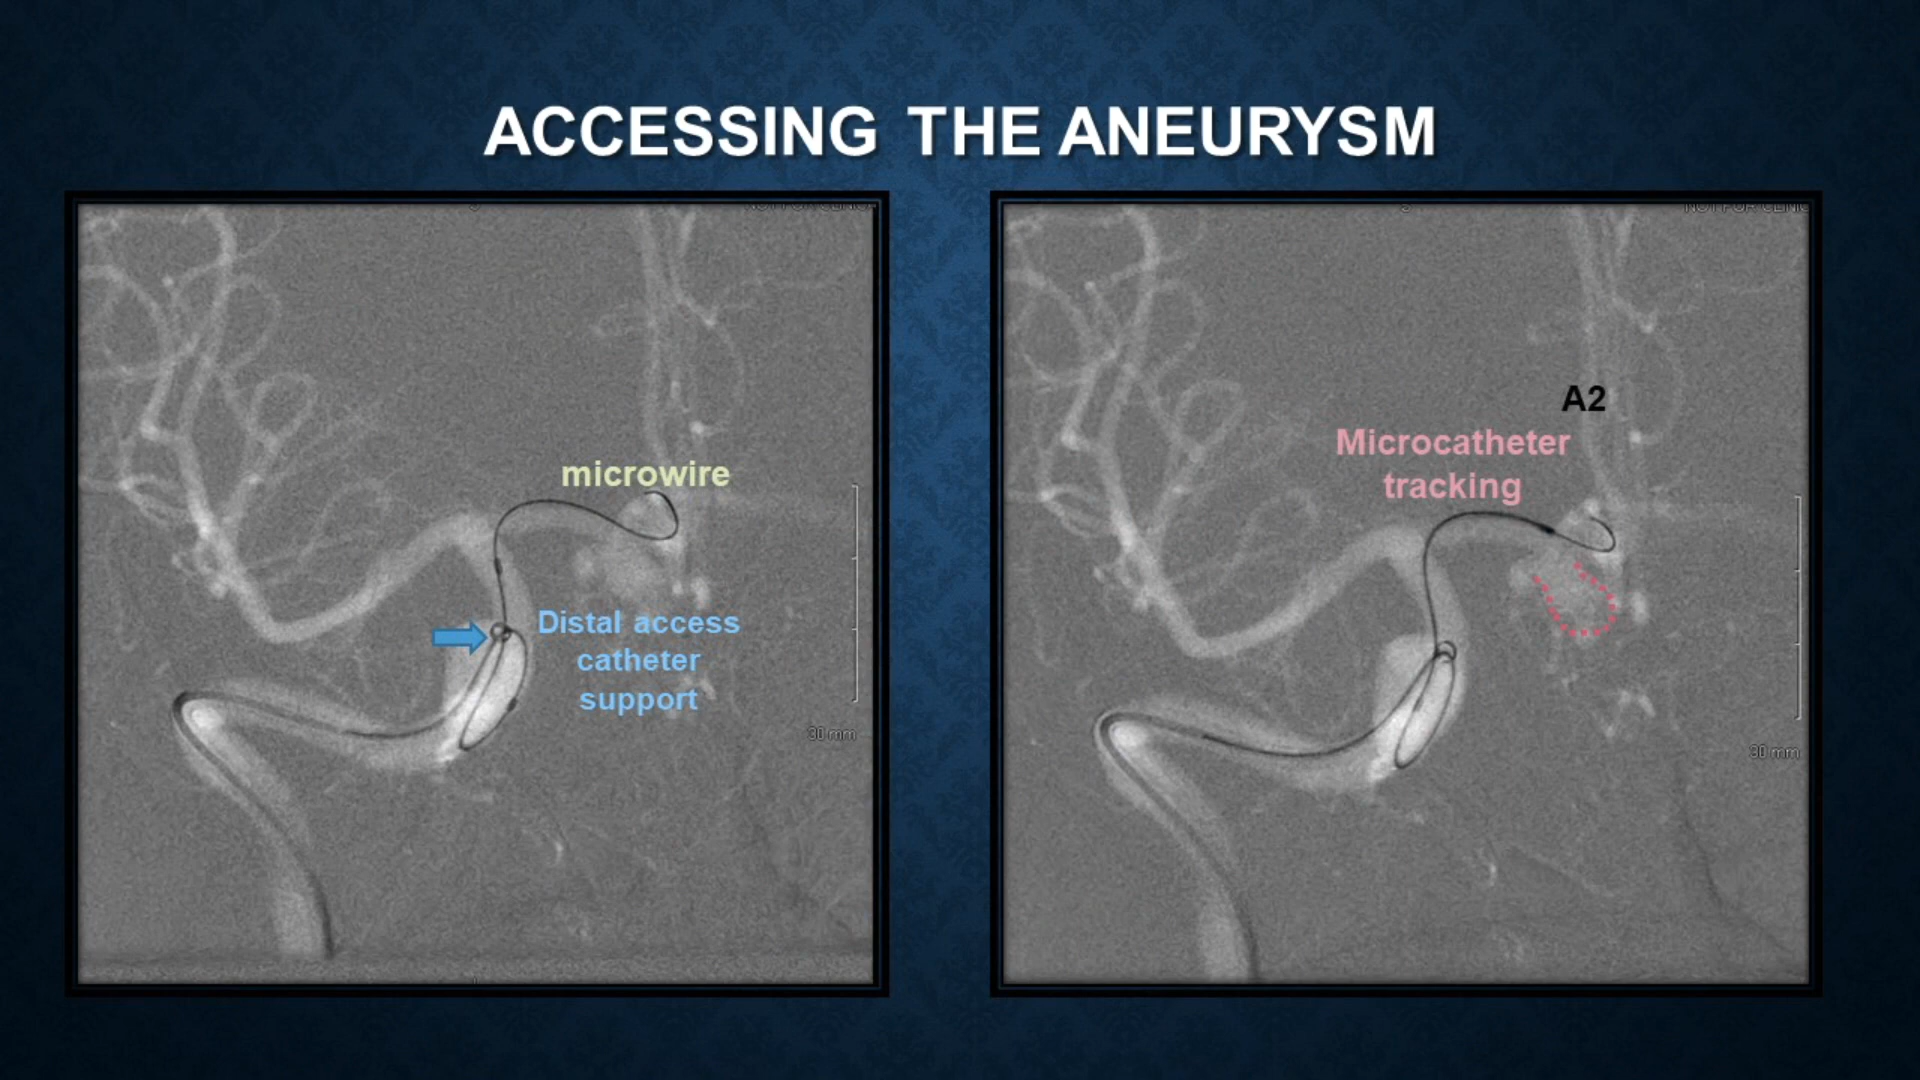 ACCESSING THE ANEURYSM
microwire
Distal access
catheter
support
30 mm
A2
Microcatheter
tracking
30 mm